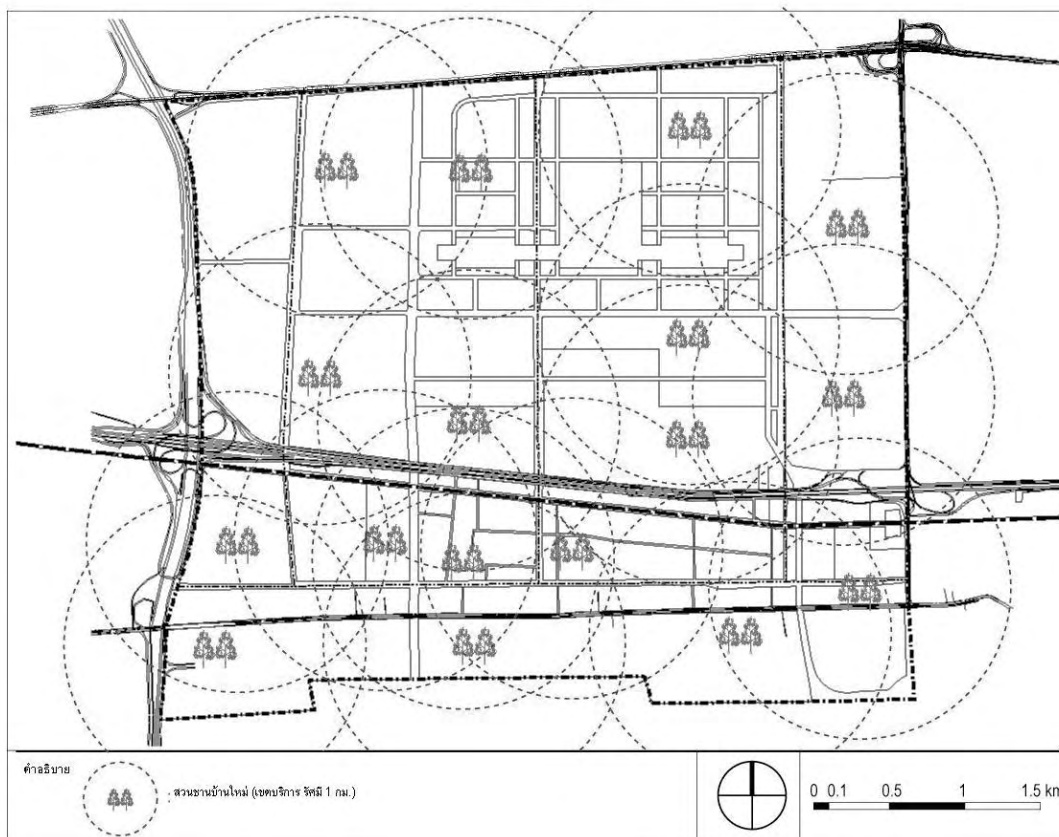 คำอธิบาย
: สวนชานบ้านใหม่ (เขตบริการ รัศมี 1 กม.)
0 0.1 0.5 1 1.5 km